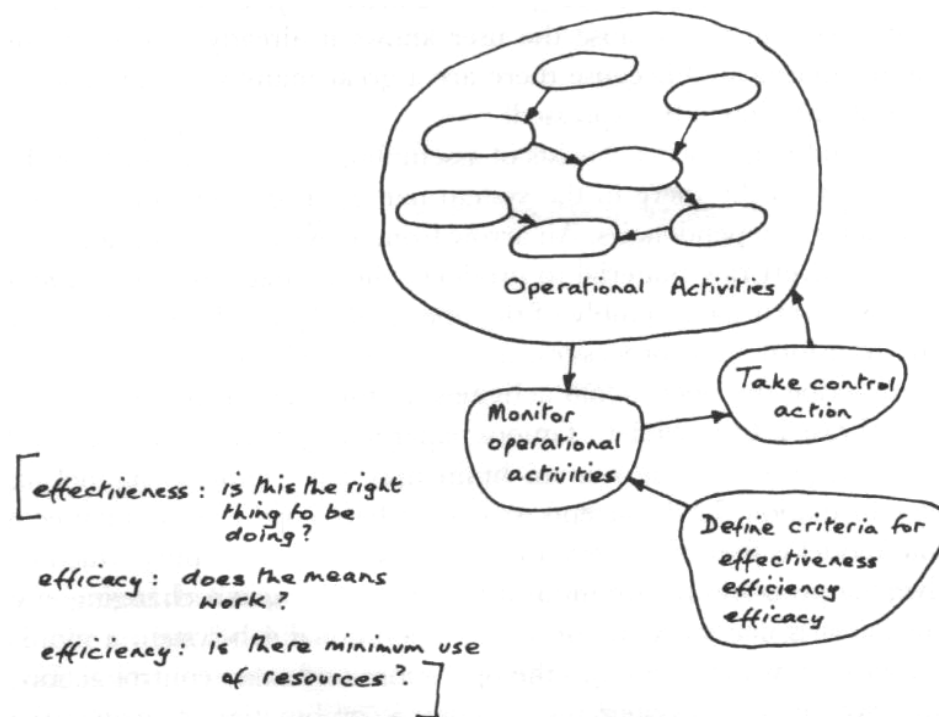 Operational Activities
Take control
action
Monitor
operational
activities
Define criteria for
effectiveness
efficiency
efficacy
effectiveness : is this the right
thing to be
doing?
efficacy : does the means
work?
efficiency : is there minimum use
of resources?